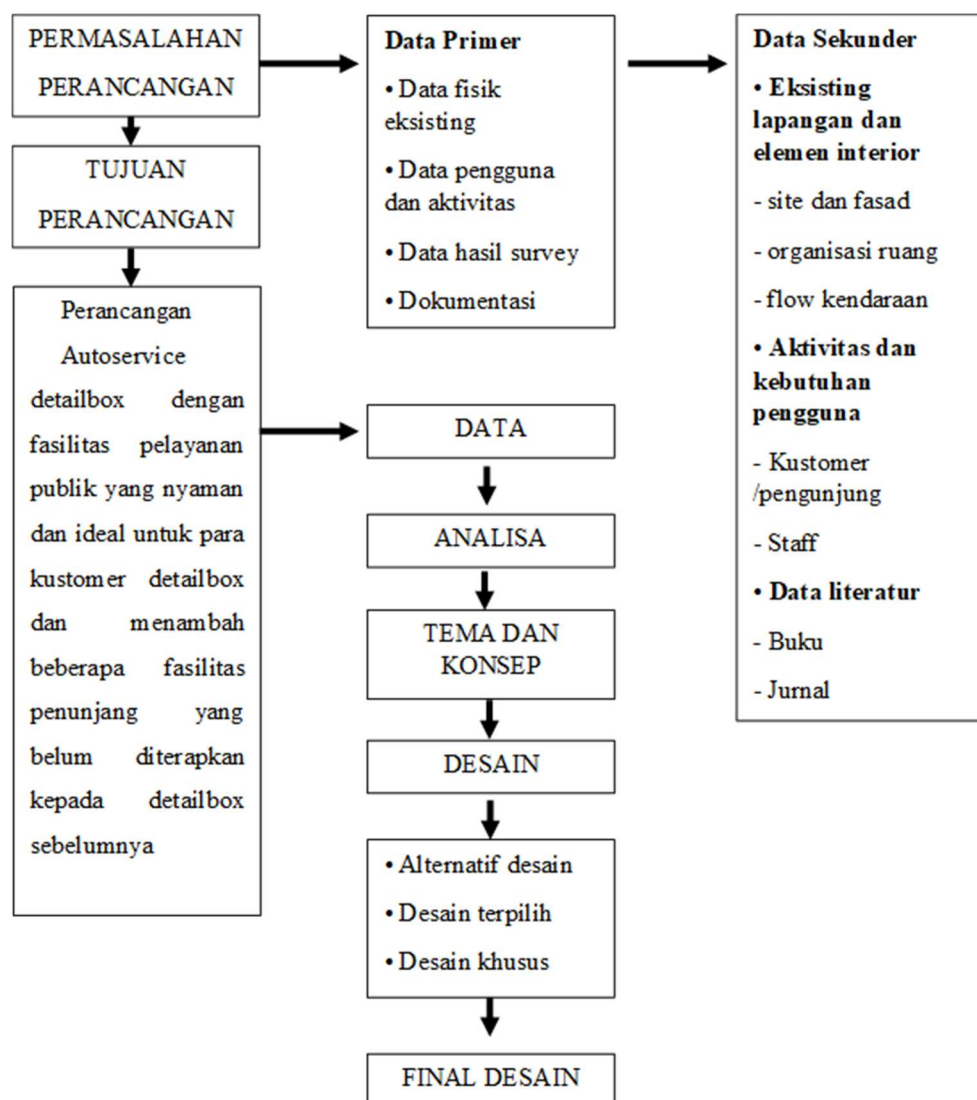 PERMASALAHAN
PERANCANGAN
TUJUAN
PERANCANGAN
Perancangan
Autoservice
detailbox dengan
fasilitas pelayanan
publik yang nyaman
dan ideal untuk para
kustomer detailbox
dan menambah
beberapa fasilitas
penunjang yang
belum diterapkan
kepada detailbox
sebelumnya
Data Primer
• Data fisik
eksisting
• Data pengguna
dan aktivitas
• Data hasil survey
• Dokumentasi
Data Sekunder
• Eksisting
lapangan dan
elemen interior
- site dan fasad
- organisasi ruang
- flow kendaraan
• Aktivitas dan
kebutuhan
pengguna
- Kustomer
/pengunjung
- Staff
• Data literatur
- Buku
- Jurnal
DATA
ANALISA
TEMA DAN
KONSEP
DESAIN
• Alternatif desain
• Desain terpilih
• Desain khusus
FINAL DESAIN